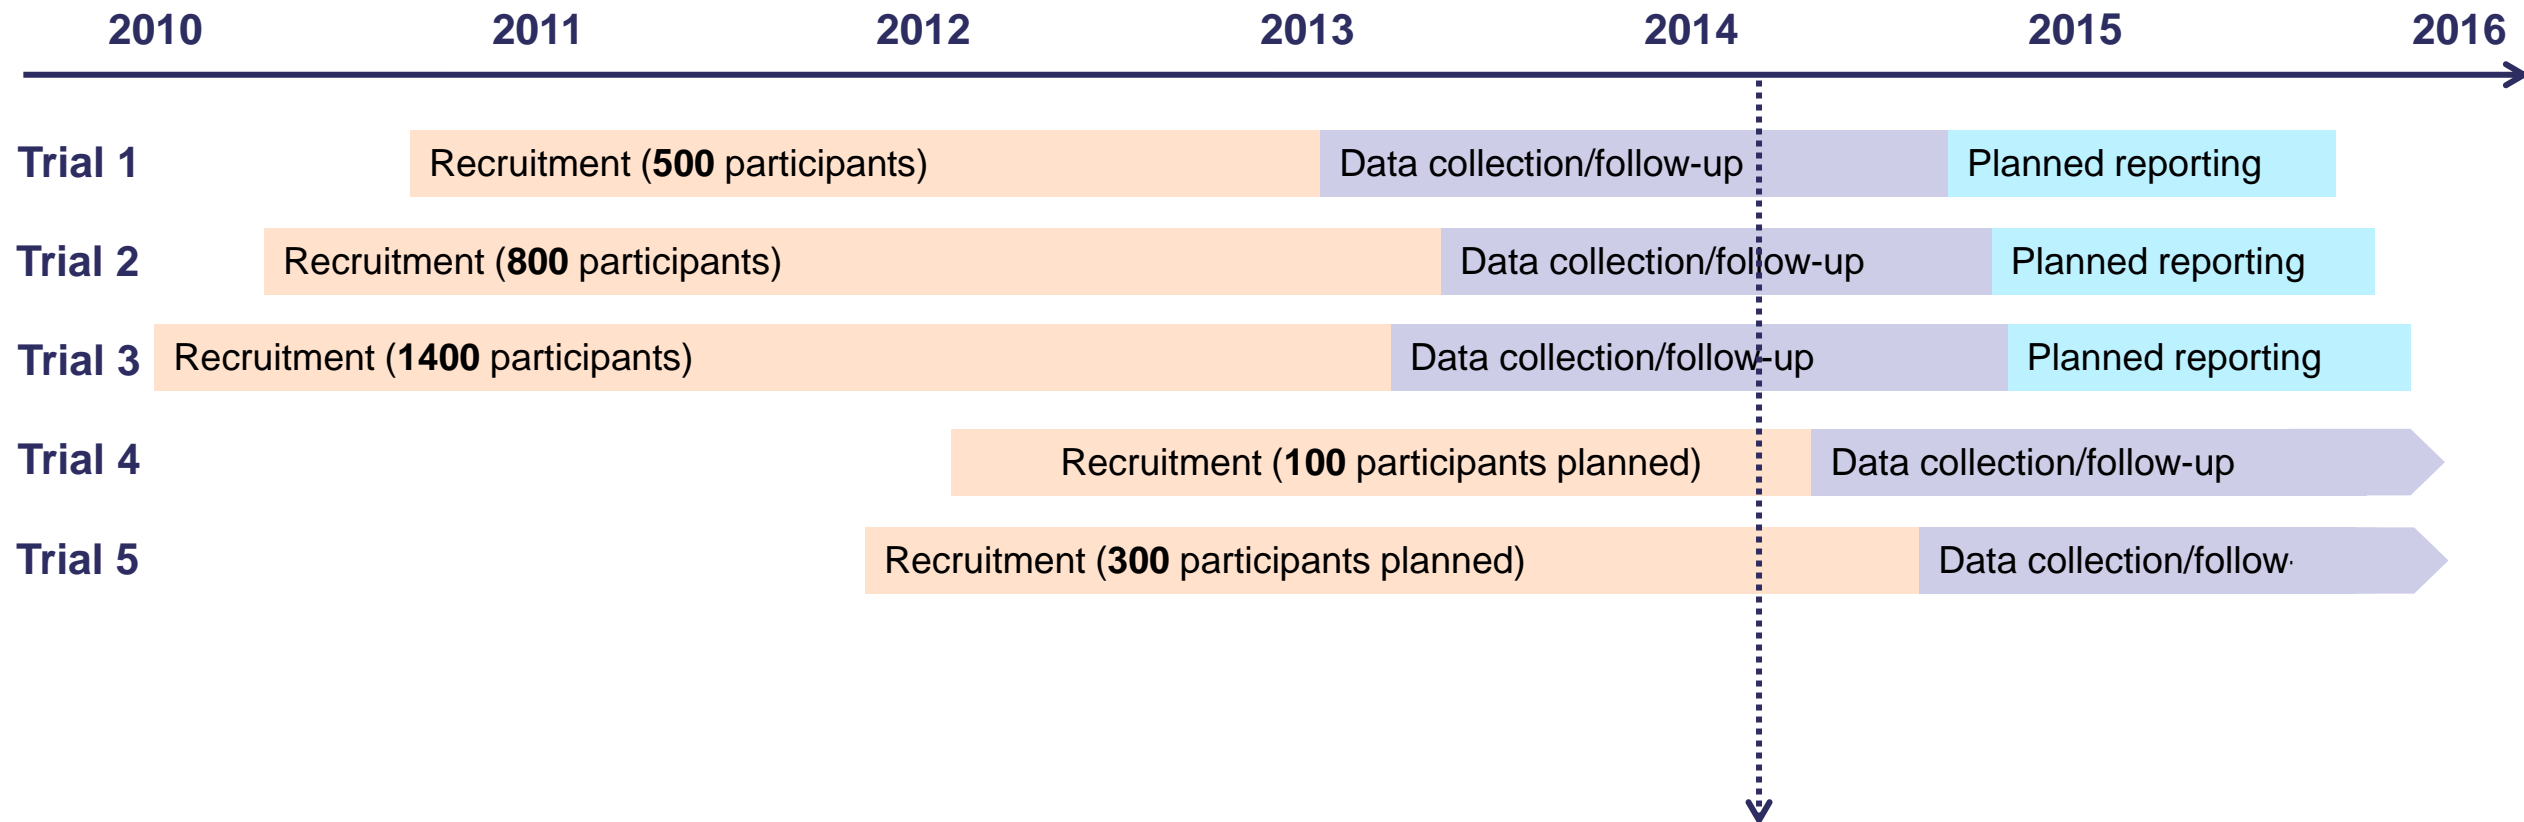 2010 2011 2012 2013 2014 2015 2016
Trial 1 Recruitment (500 participants) Data collection/follow-up Planned reporting
Trial 2 Recruitment (800 participants) Data collection/follow-up Planned reporting
Trial 3 Recruitment (1400 participants) Data collection/follow-up Planned reporting
Trial 4 Recruitment (100 participants planned) Data collection/follow-up
Trial 5 Recruitment (300 participants planned) Data collection/follow-